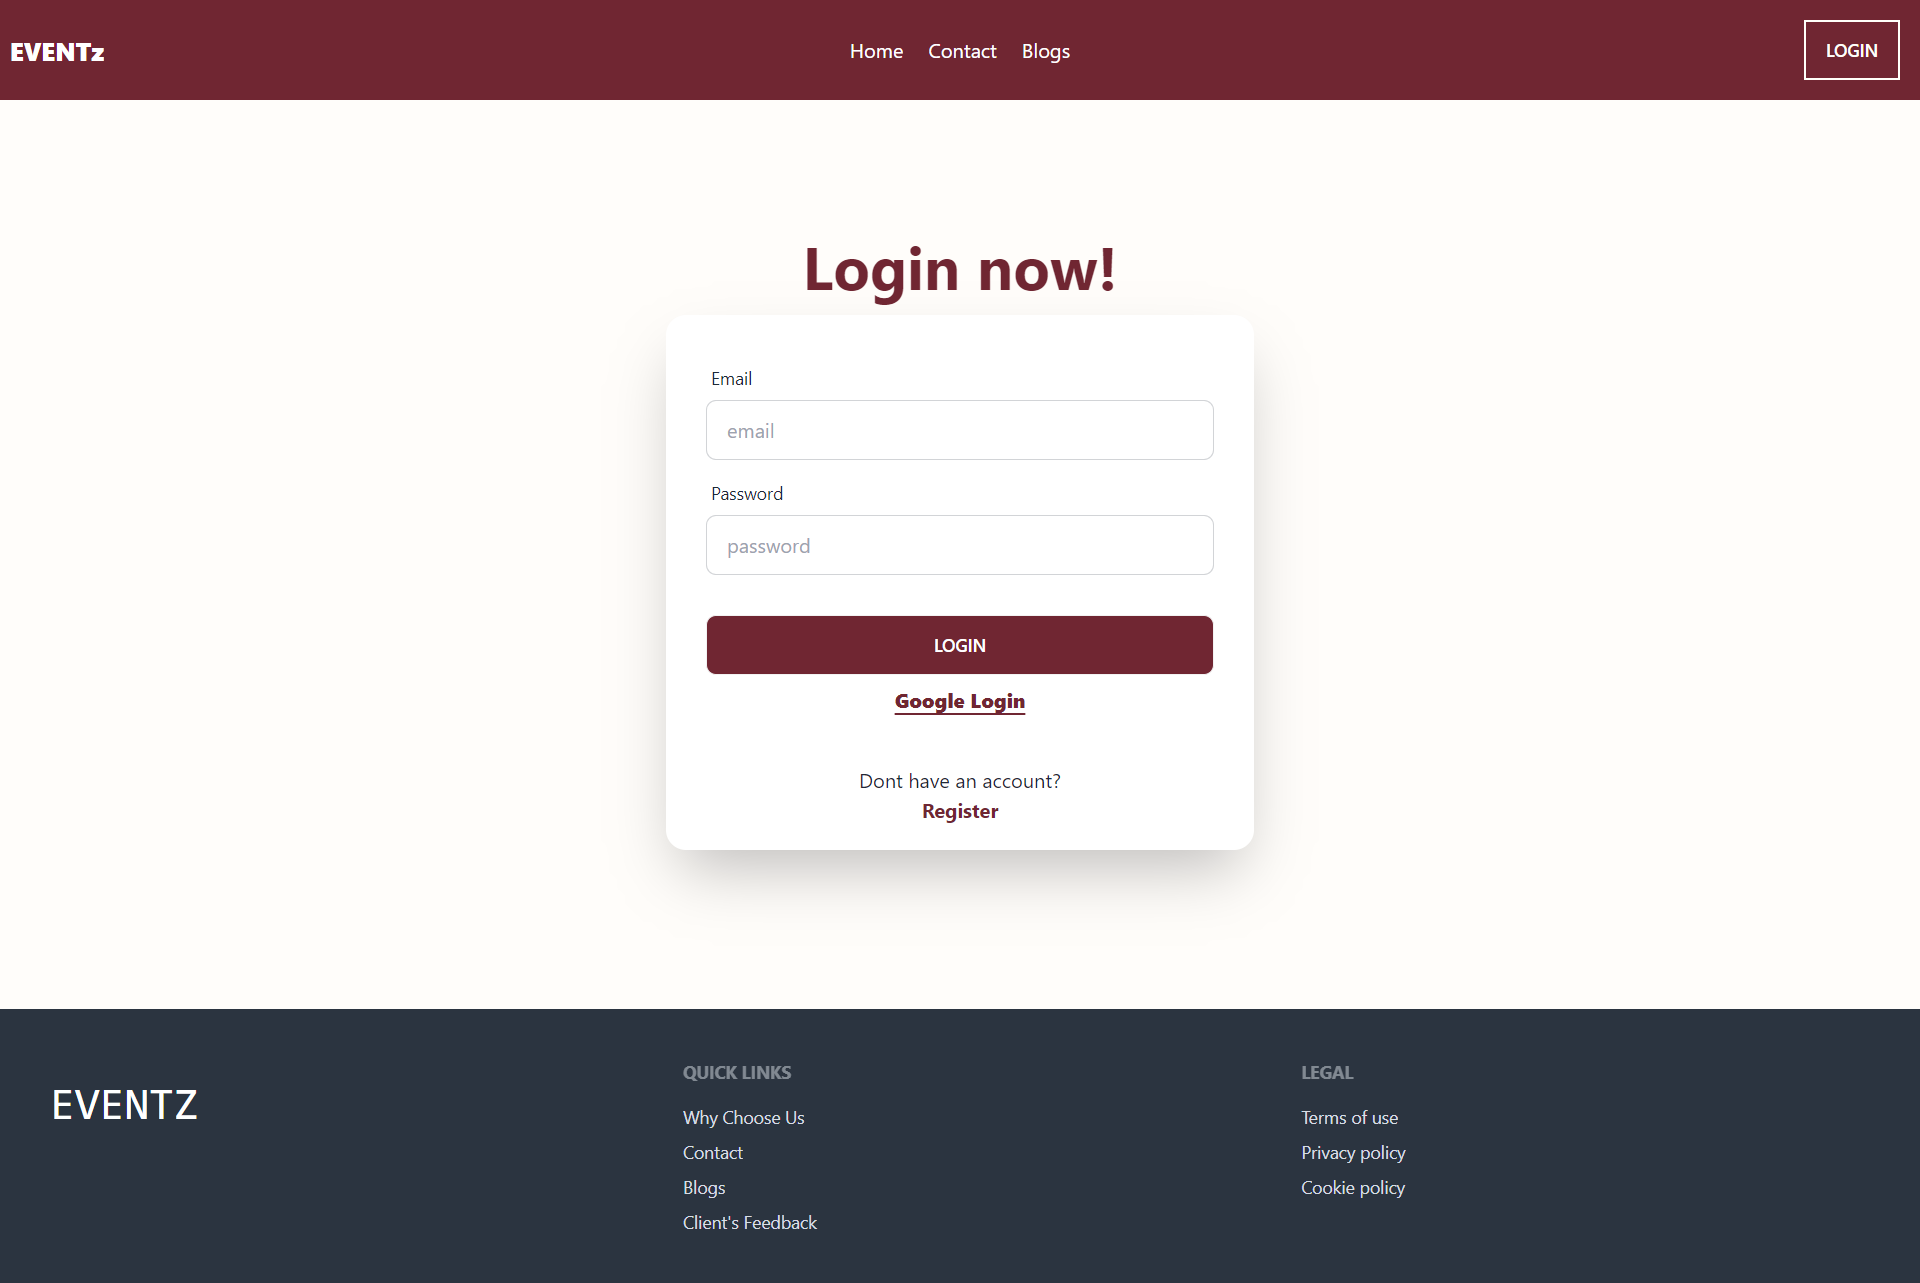 EVENTz
Home Contact Blogs
LOGIN
Login now!
Email
email
Password
password
LOGIN
Google Login
Dont have an account?
Register
EVENTZ
QUICK LINKS
Why Choose Us
Contact
Blogs
Client's Feedback
LEGAL
Terms of use
Privacy policy
Cookie policy